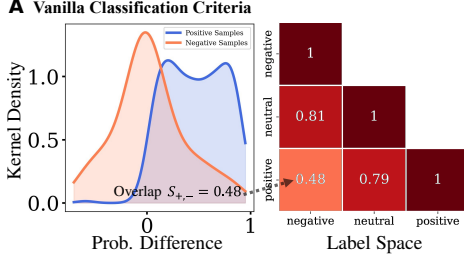 A Vanilla Classification Criteria
Positive Samples
Negative Samples
Kernel Density
1.0
0.5
0.0
Overlap S+,− = 0.48
0
1
Prob. Difference
negative
neutral
positive
1
0.81
1
0.48
0.79
1
negative
neutral
positive
Label Space